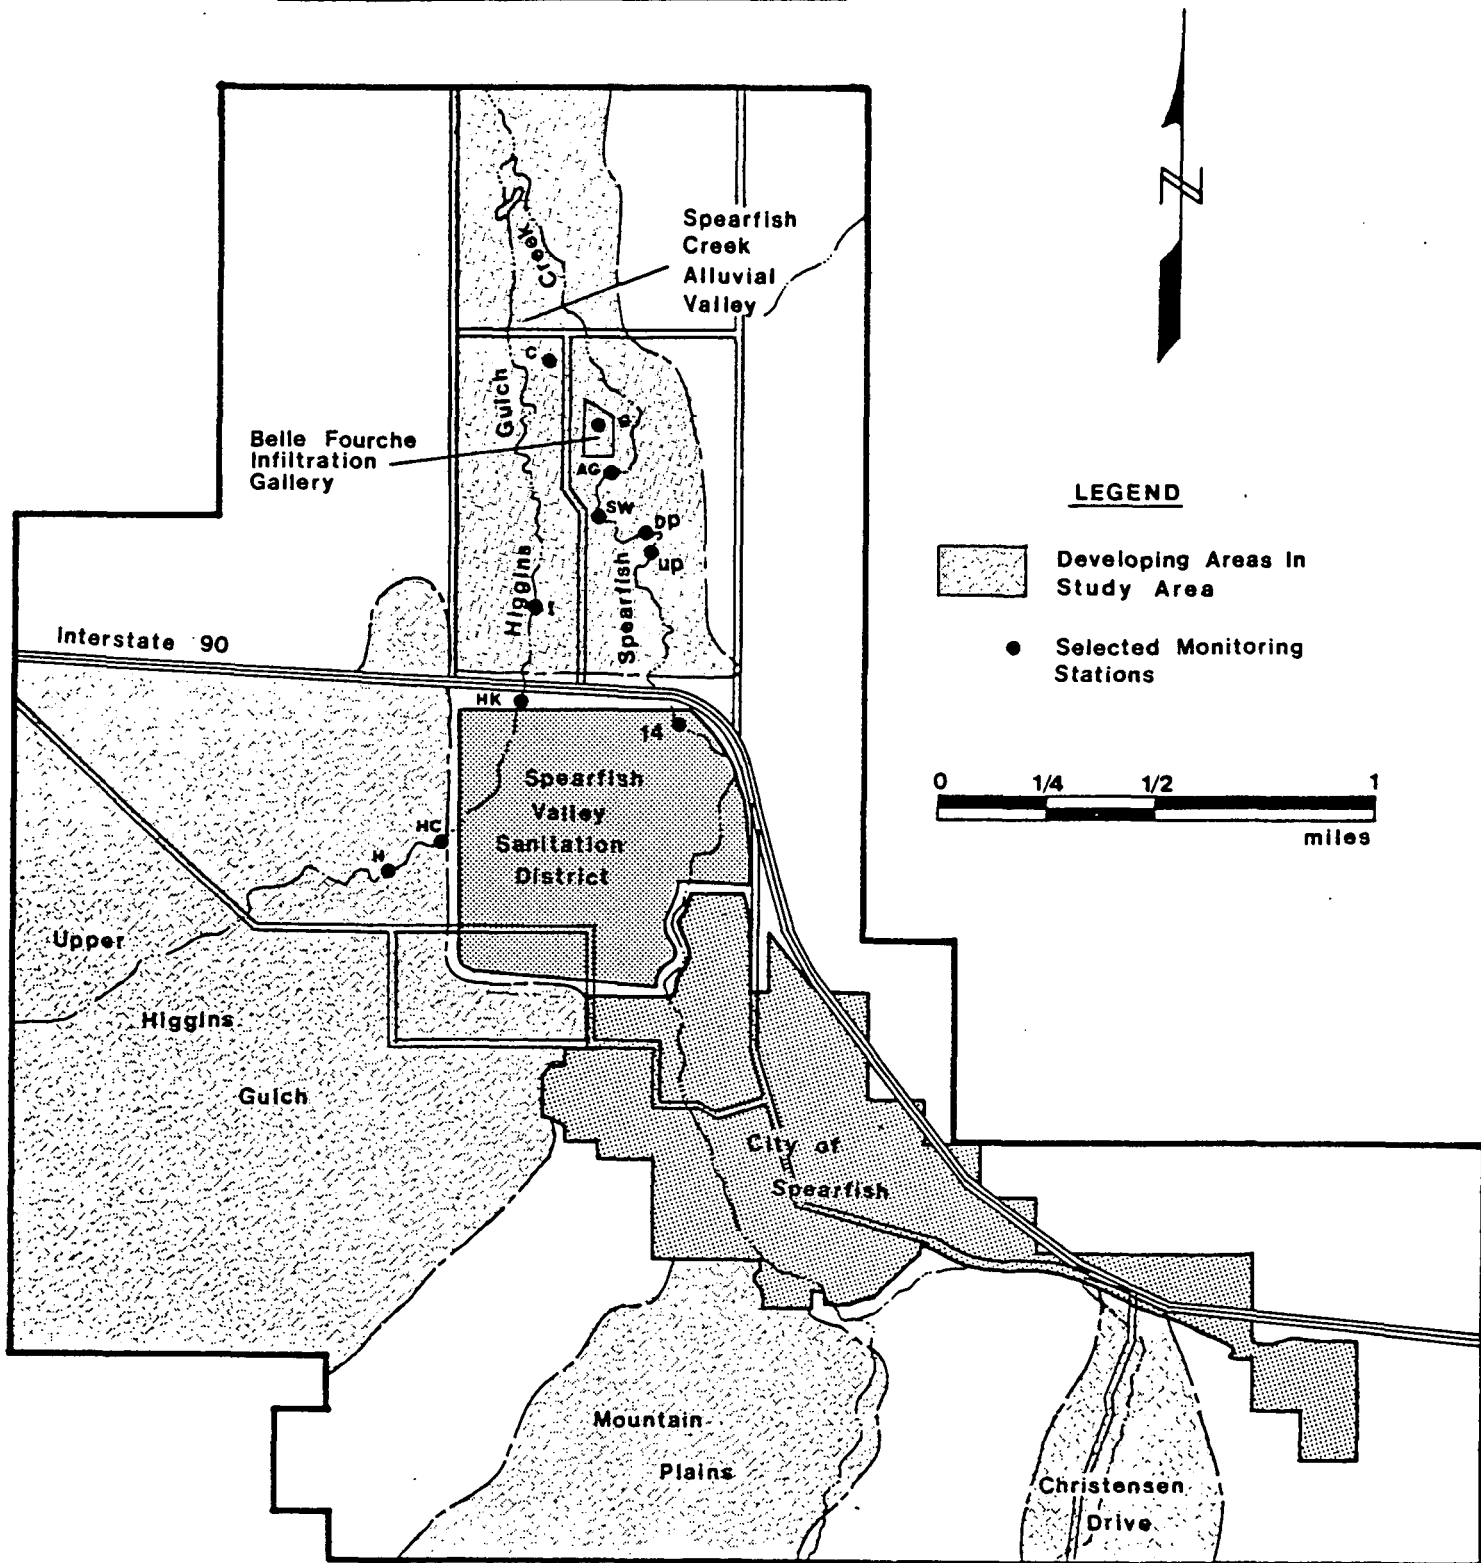 Spearfish
Creek
Alluvial
Valley
N
Creek
C
Gulch
Belle Fourche
Infiltration
Gallery
AG
SW
DP
up
Higgins
Spearfish
Interstate 90
HK
14
HC
H
Spearfish
Valley
Sanitation
District
Upper
Higgins
Gulch
City of
Spearfish
Mountain
Plains
Christensen
Drive
LEGEND
Developing Areas In
Study Area
Selected Monitoring
Stations
0 1/4 1/2 1
miles